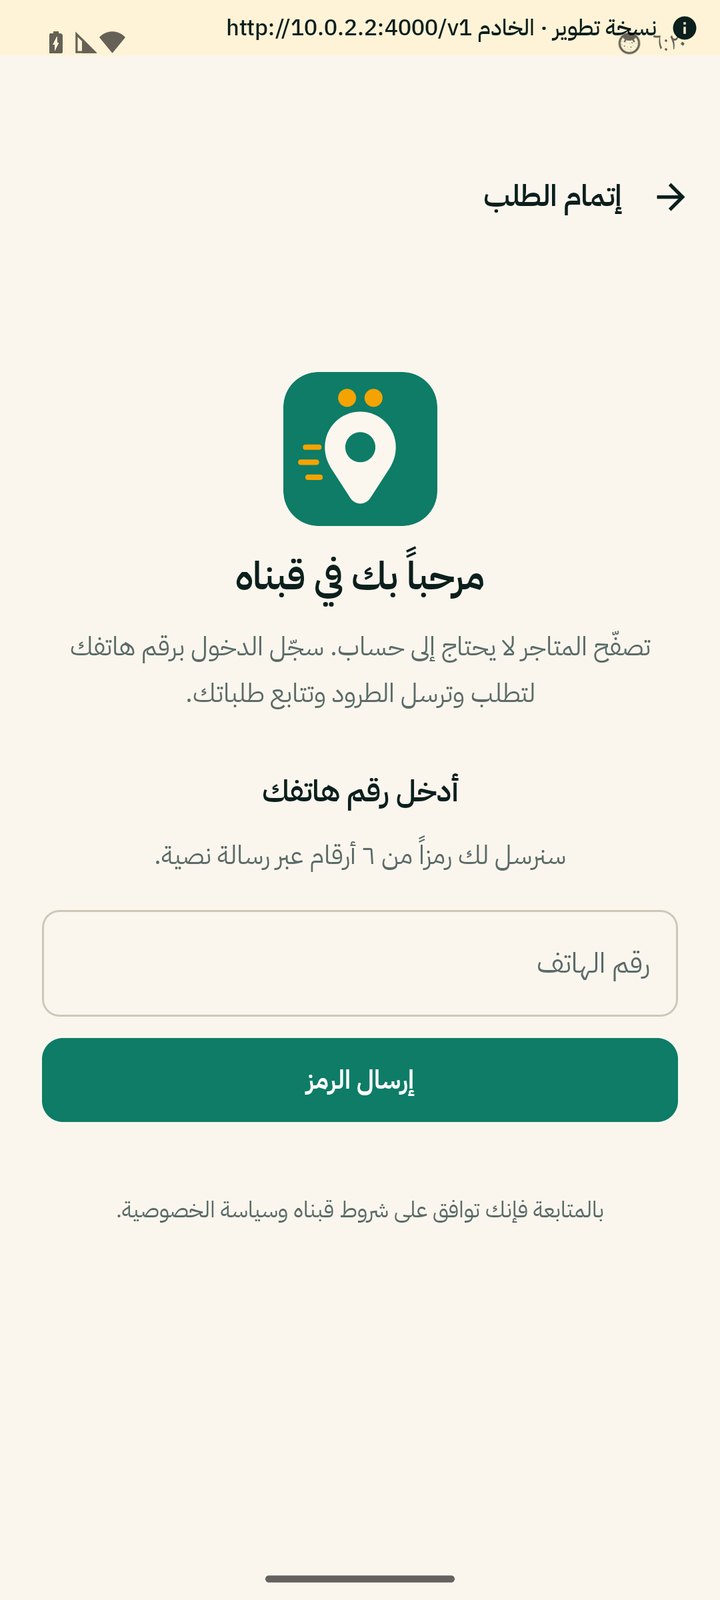 نسخة تطوير · الخادم http://10.0.2.2:4000/v1
٦:٢٠
إتمام الطلب
مرحباً بك في قبناه
تصفّح المتاجر لا يحتاج إلى حساب. سجّل الدخول برقم هاتفك
لتطلب وترسل الطرود وتتابع طلباتك.
أدخل رقم هاتفك
سنرسل لك رمزاً من ٦ أرقام عبر رسالة نصية.
رقم الهاتف
إرسال الرمز
بالمتابعة فإنك توافق على شروط قبناه وسياسة الخصوصية.